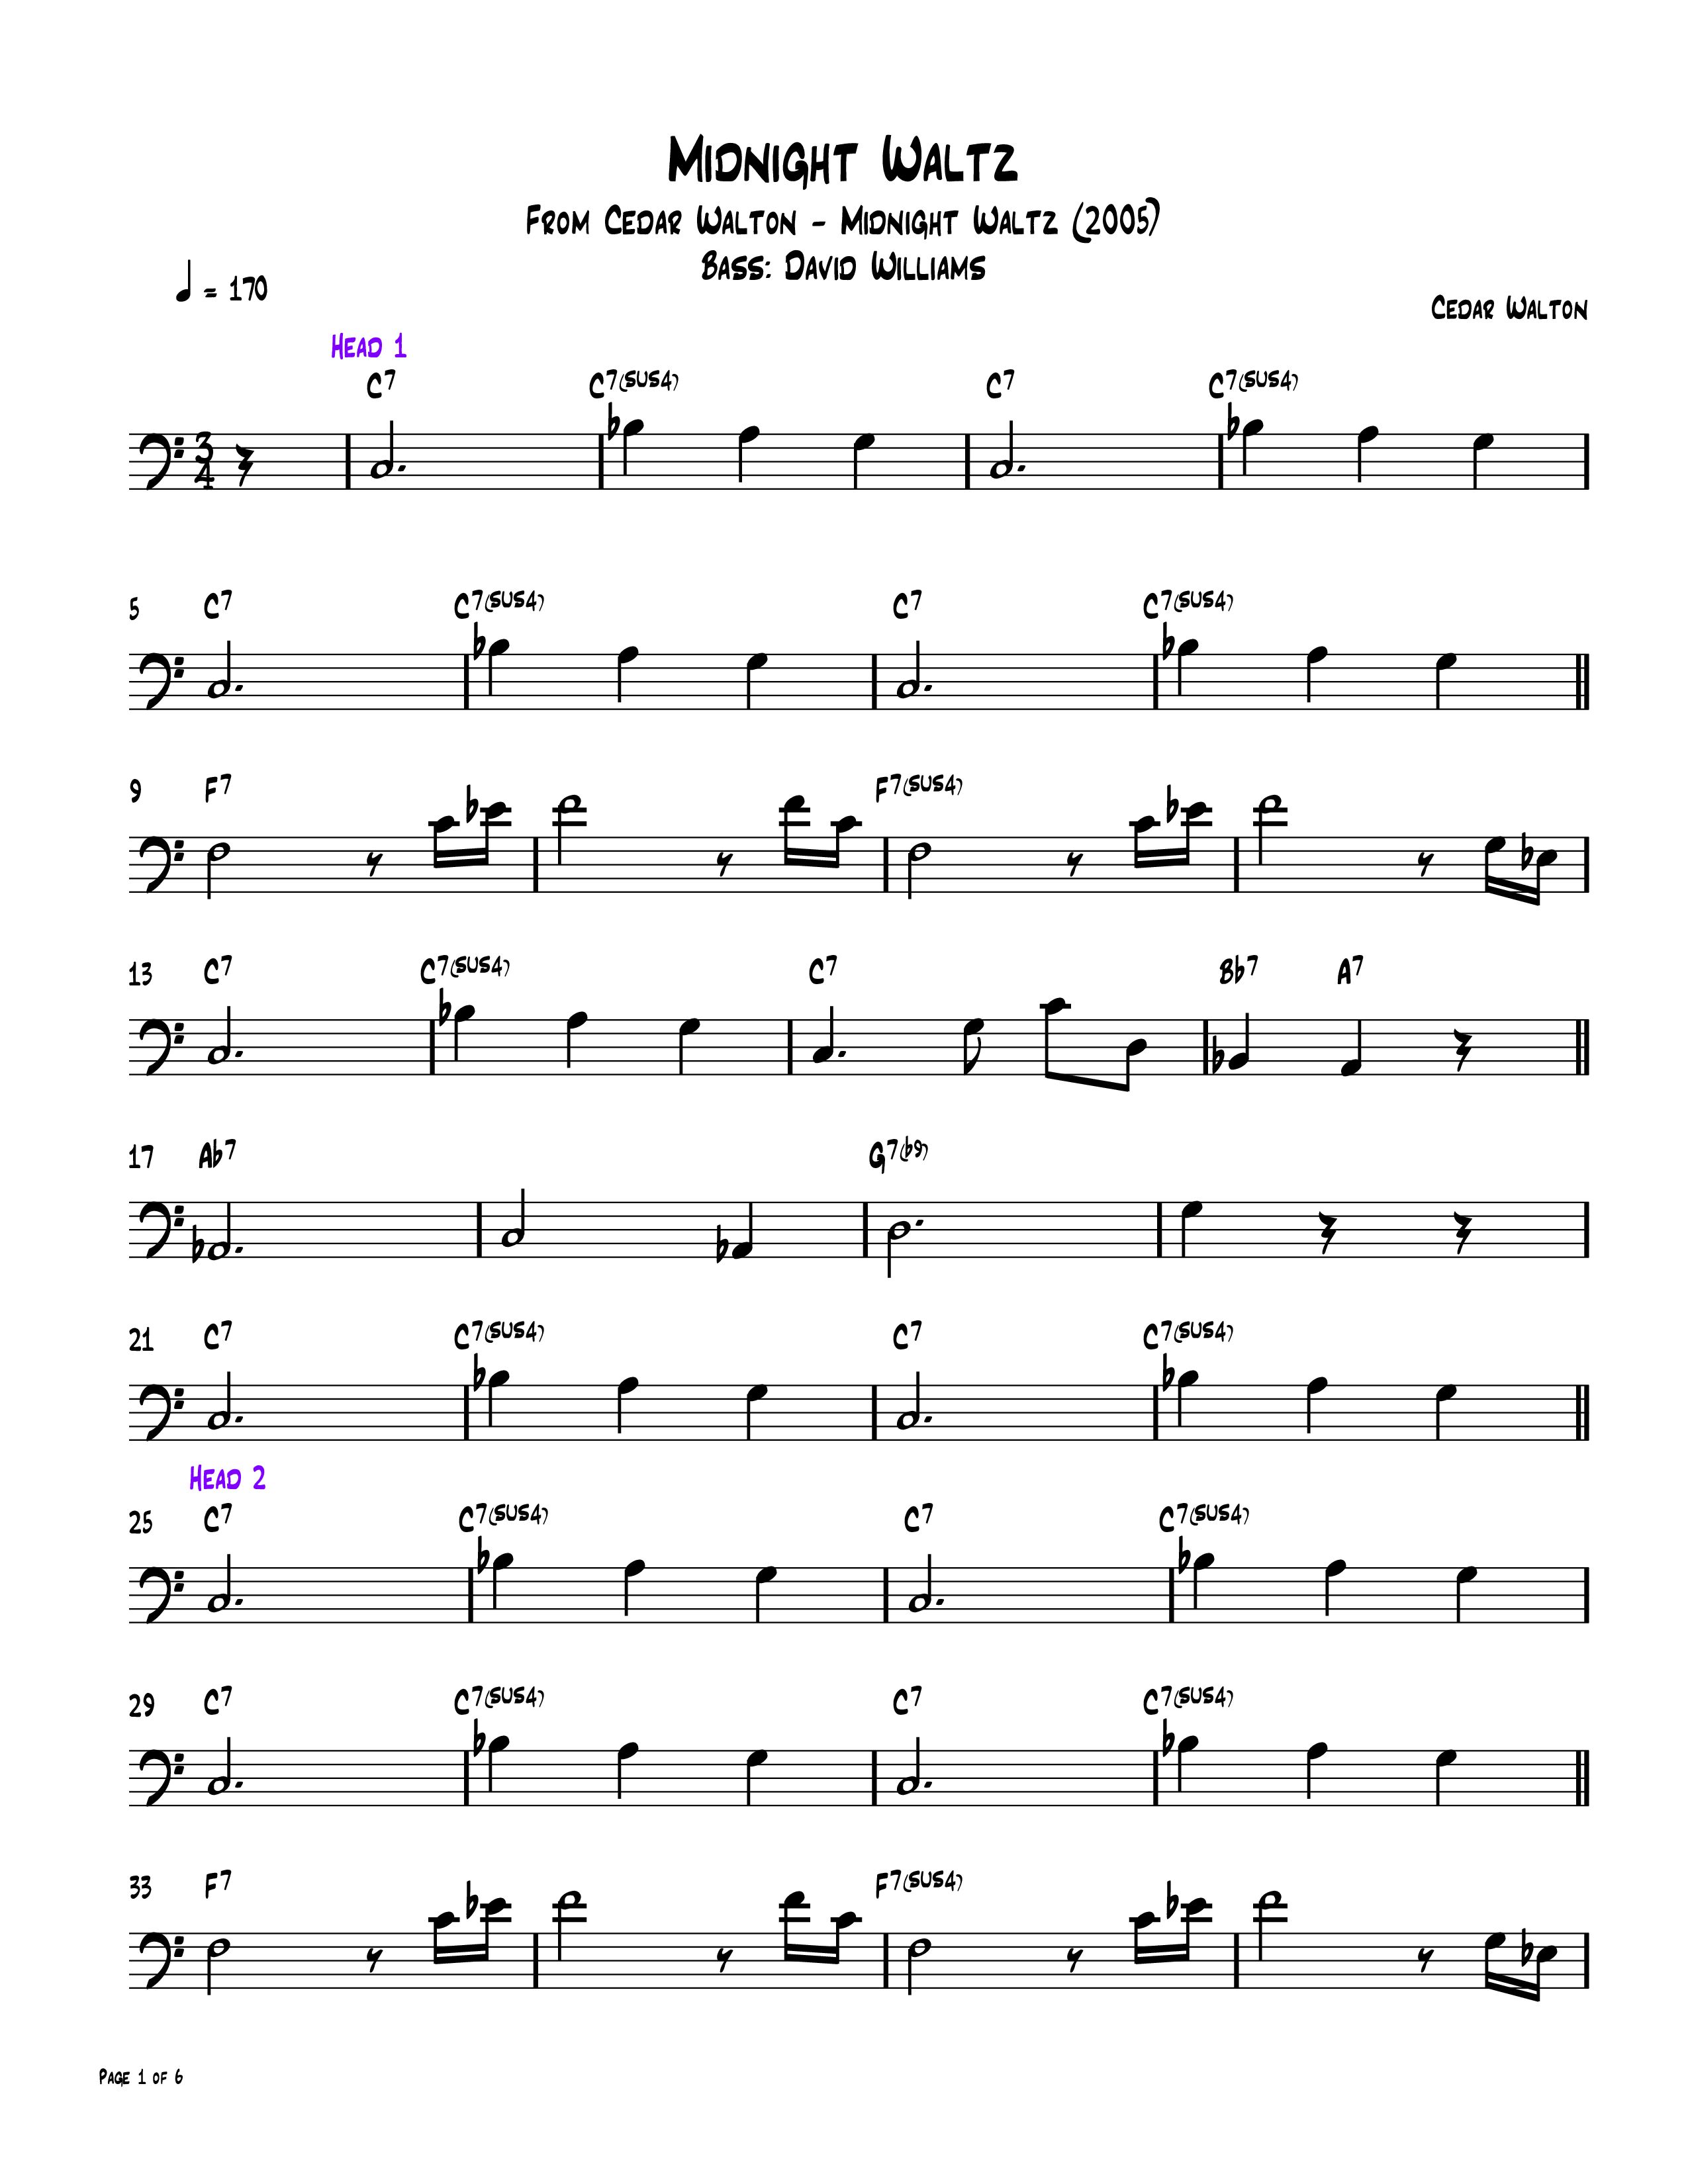 Midnight Waltz
From Cedar Walton - Midnight Waltz (2005)
Bass: David Williams
= 170
Cedar Walton
Head 1
C7 C7(sus4) C7 C7(sus4)
3
4
5 C7 C7(sus4) C7 C7(sus4)
9 F7 F7(sus4)
13 C7 C7(sus4) C7 Bb7 A7
17 Ab7 G7(b9)
21 C7 C7(sus4) C7 C7(sus4)
Head 2
25 C7 C7(sus4) C7 C7(sus4)
29 C7 C7(sus4) C7 C7(sus4)
33 F7 F7(sus4)
Page 1 of 6